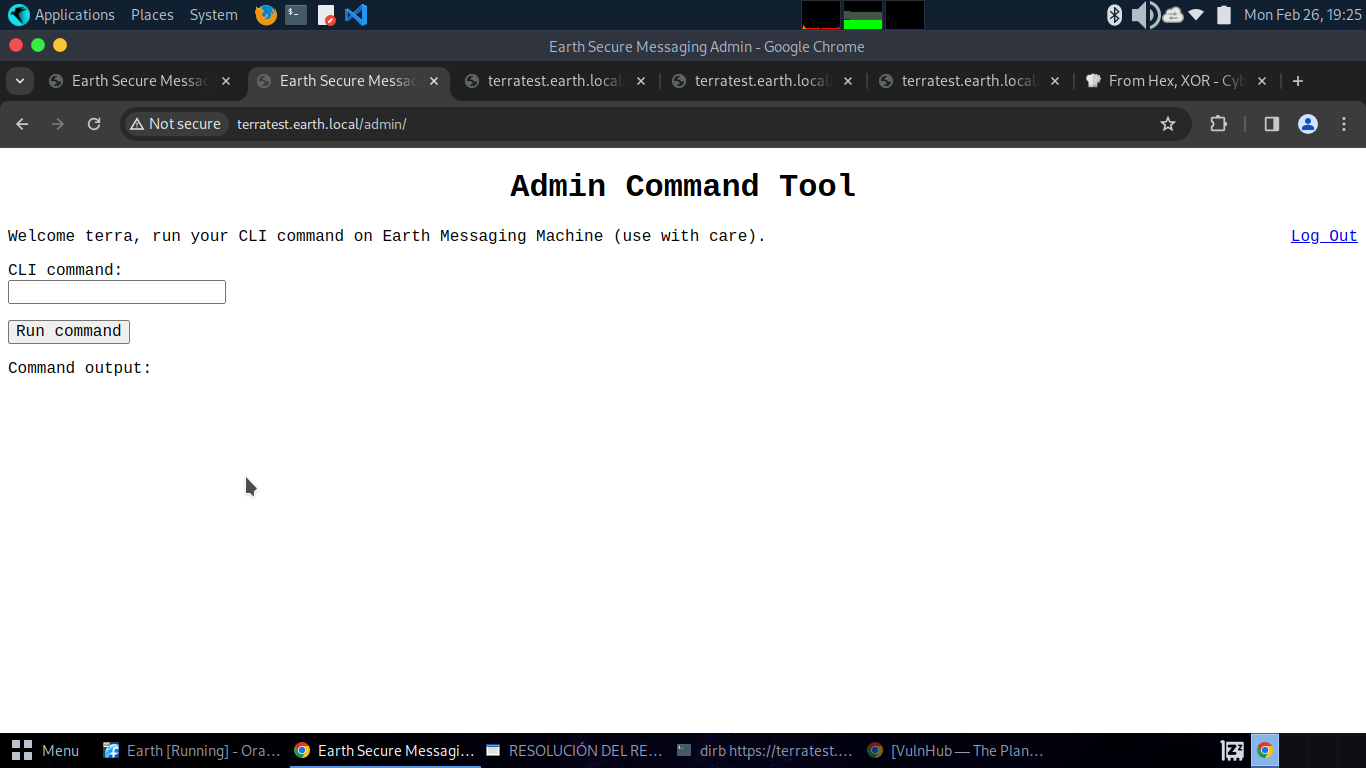 Applications Places System Mon Feb 26, 19:25
Earth Secure Messaging Admin - Google Chrome
Earth Secure Messag Earth Secure Messag terratest.earth.local terratest.earth.local terratest.earth.local From Hex, XOR - Cyb
Not secure terratest.earth.local/admin/
Admin Command Tool
Welcome terra, run your CLI command on Earth Messaging Machine (use with care). Log Out
CLI command:
Run command
Command output:
Menu Earth [Running] - Ora... Earth Secure Messagi... RESOLUCIÓN DEL RE... dirb https://terratest.... [VulnHub — The Plan...